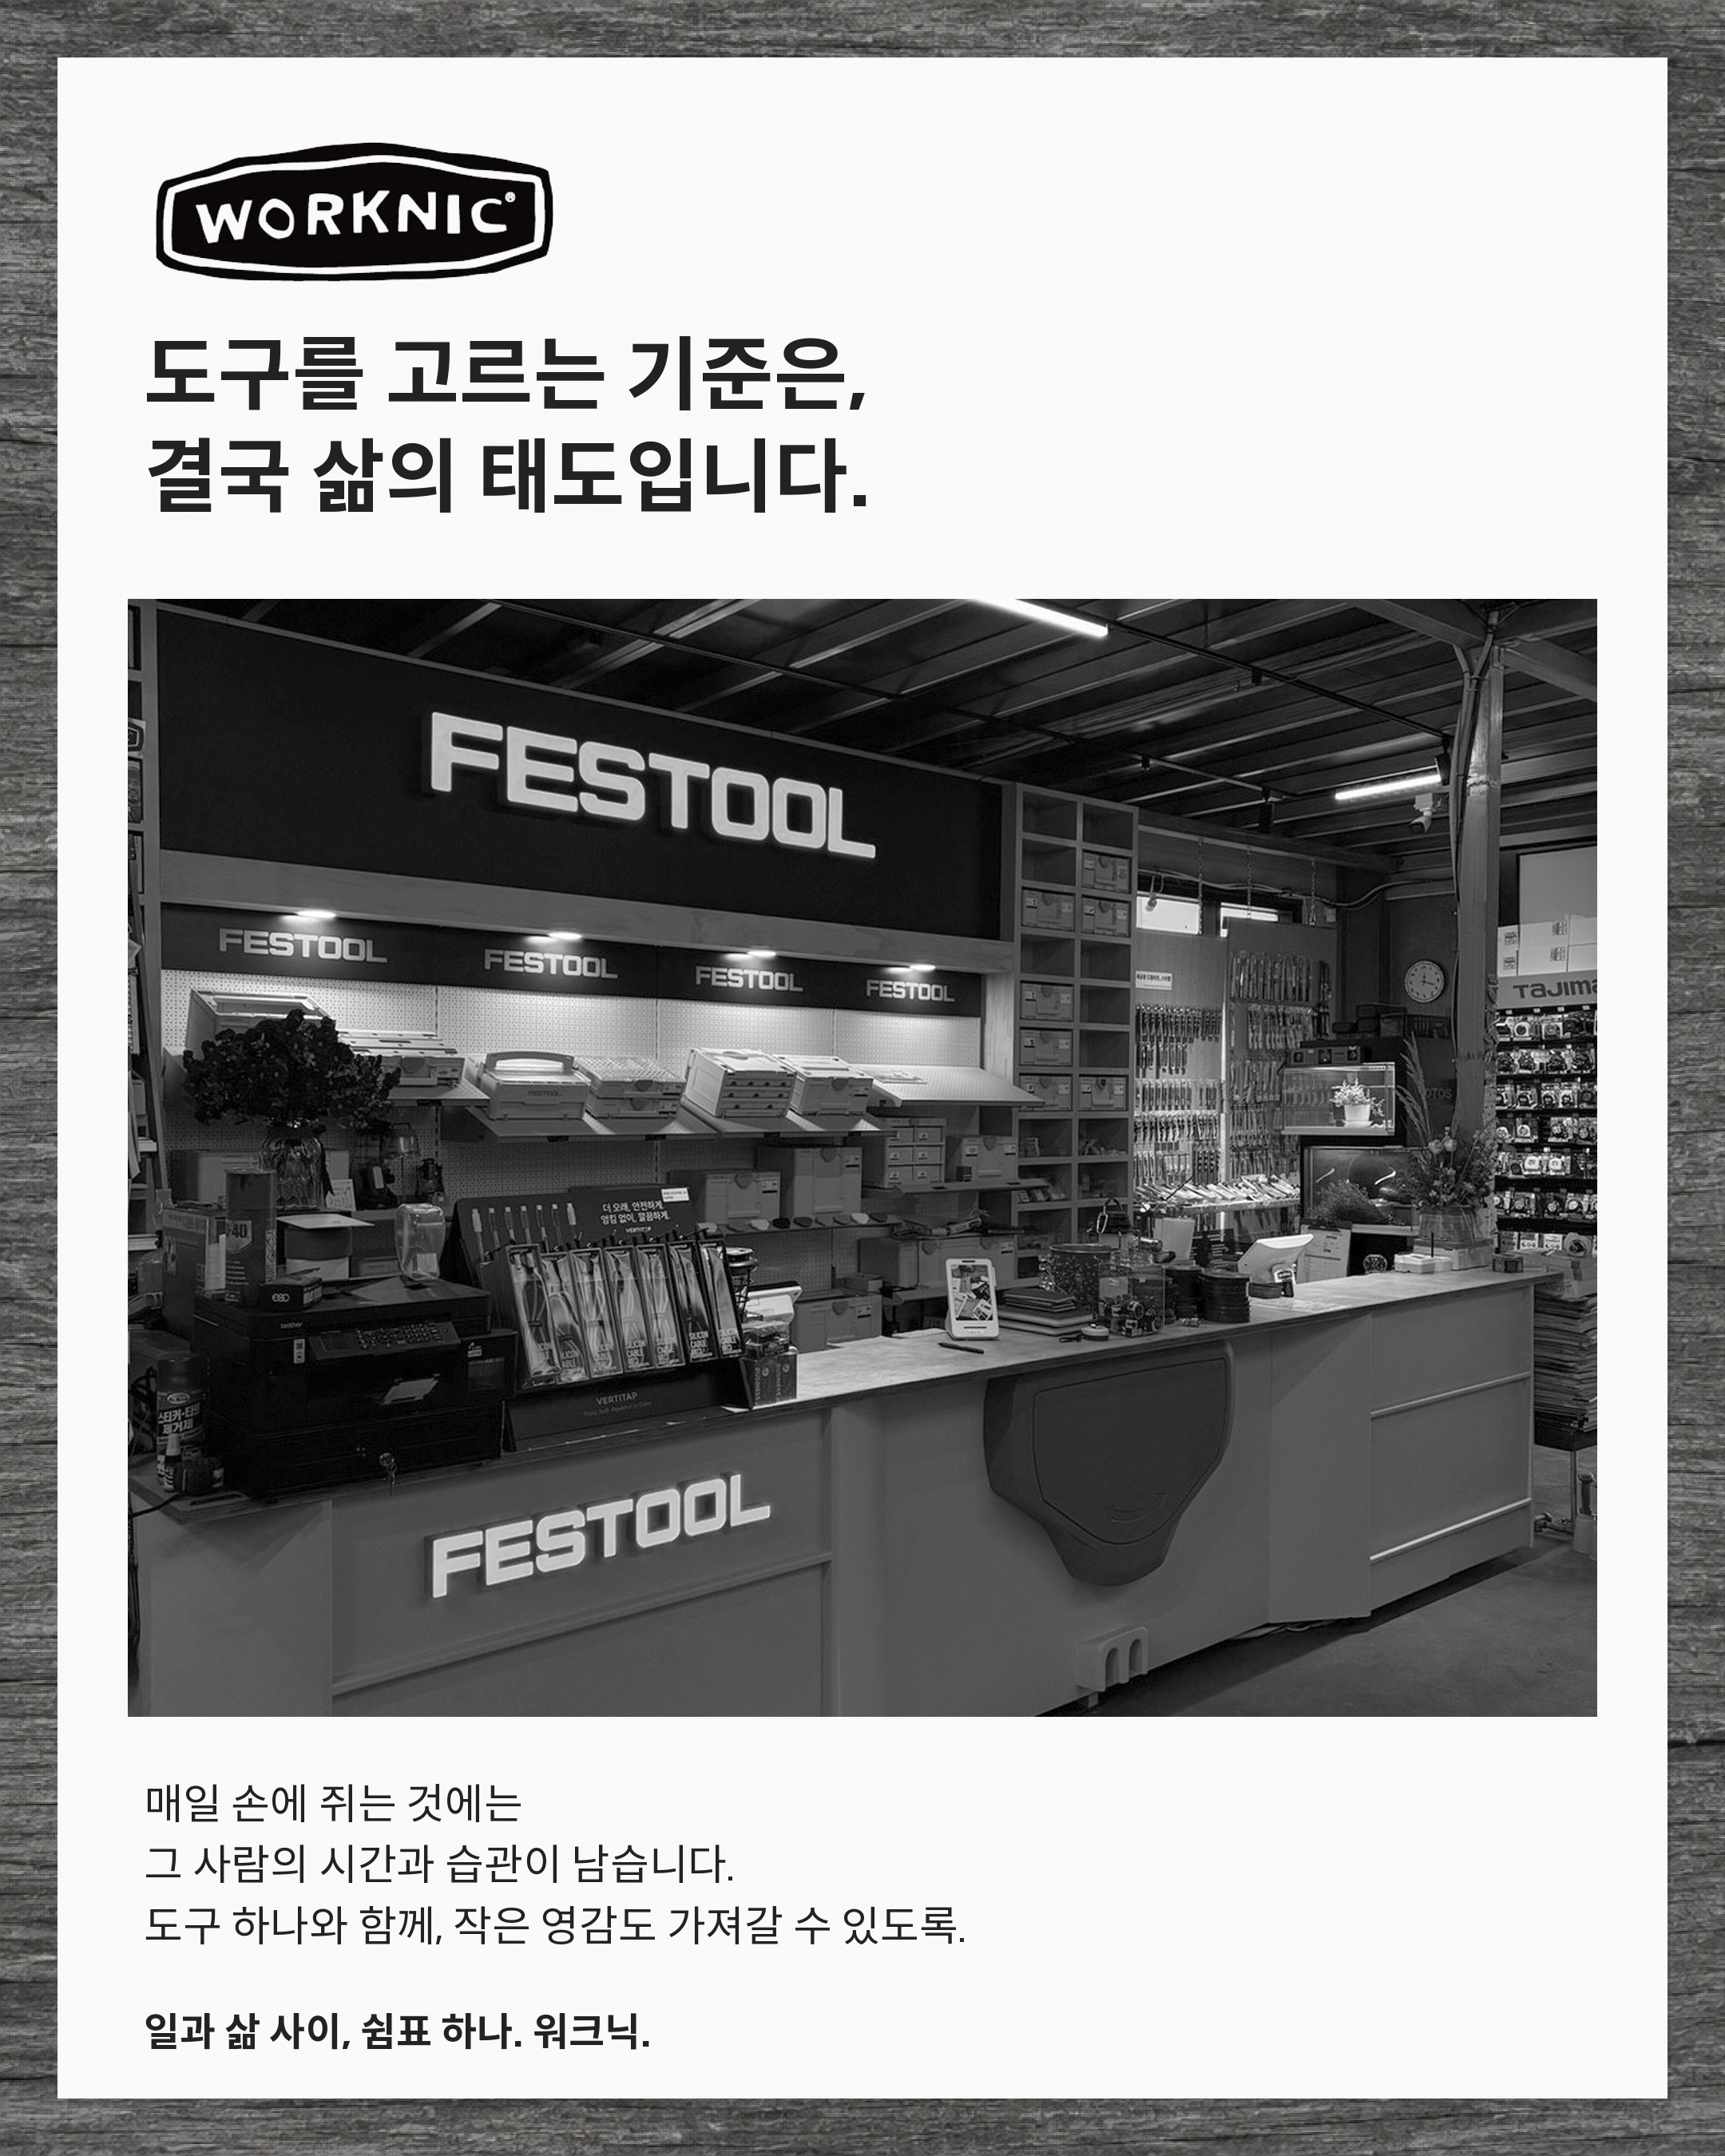 WORKNIC
도구를 고르는 기준은,
결국 삶의 태도입니다.
FESTOOL
FESTOOL
FESTOOL
FESTOOL
FESTOOL
TaJima
더 오래, 안전하게.
엉킴 없이, 깔끔하게.
VERTITAP
FESTOOL
매일 손에 쥐는 것에는
그 사람의 시간과 습관이 남습니다.
도구 하나와 함께, 작은 영감도 가져갈 수 있도록.
일과 삶 사이, 쉼표 하나. 워크닉.